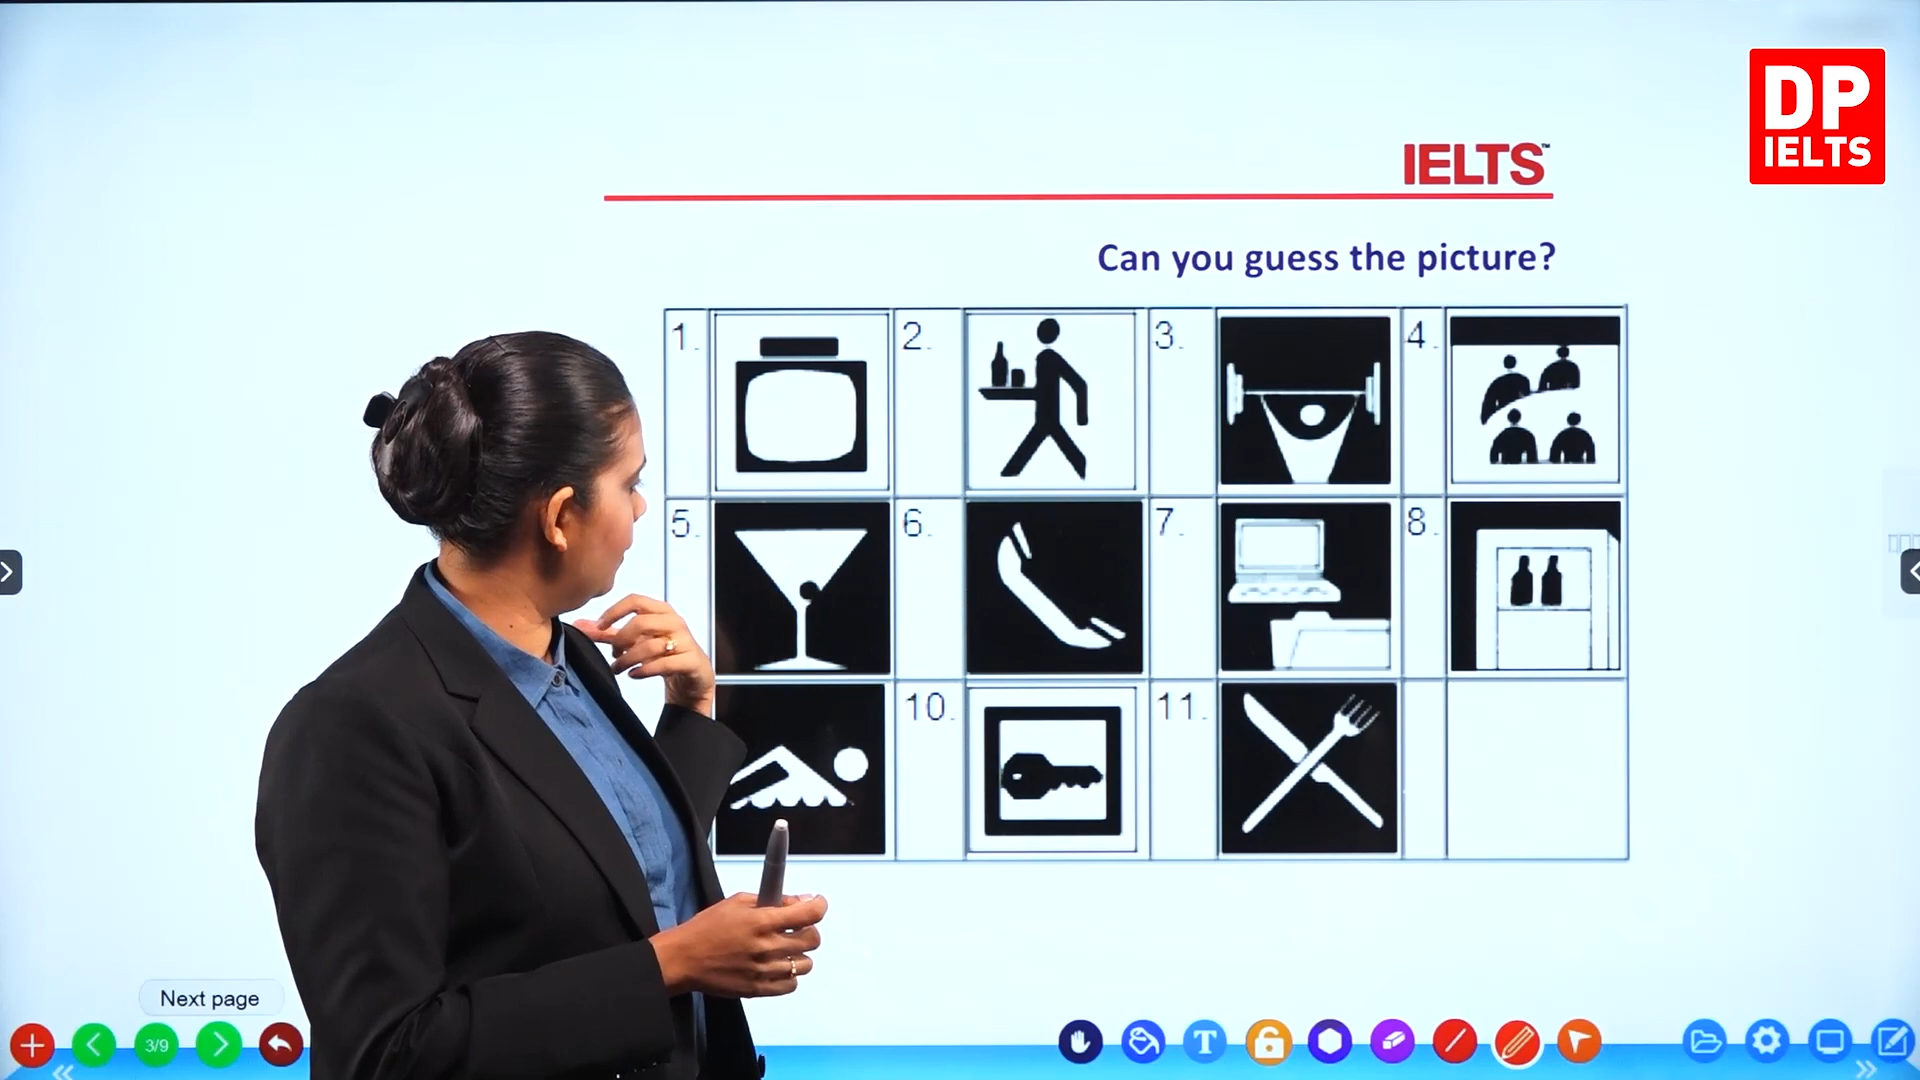 DP
IELTS
IELTS™
Can you guess the picture?
1.
2.
3.
4.
5.
6.
7.
8.
10.
11.
Next page
3/9
T